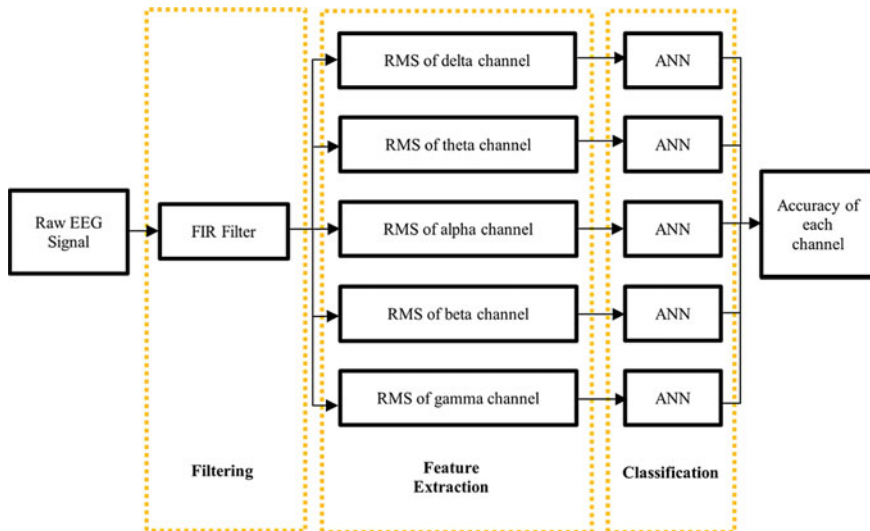 Raw EEG
Signal
FIR Filter
RMS of delta channel
RMS of theta channel
RMS of alpha channel
RMS of beta channel
RMS of gamma channel
ANN
ANN
ANN
ANN
ANN
Accuracy of
each
channel
Filtering
Feature
Extraction
Classification